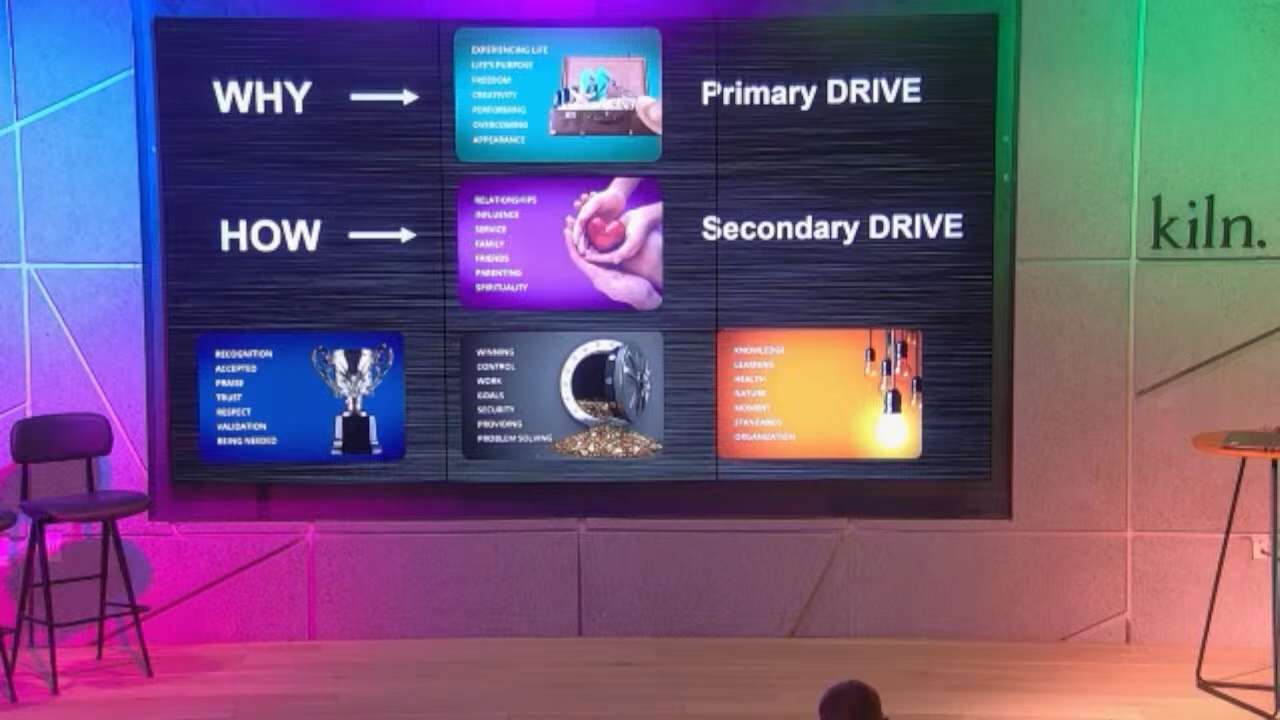 WHY
EXPERIENCING LIFE
LIFE'S PURPOSE
FREEDOM
CREATIVITY
PERFORMING
OVERCOMING
APPEARANCE
Primary DRIVE
HOW
RELATIONSHIPS
INFLUENCE
SERVICE
FAMILY
FRIENDS
PARENTING
SPIRITUALITY
Secondary DRIVE
kiln.
RECOGNITION
ACCEPTED
PRAISE
TRUST
RESPECT
VALIDATION
BEING NEEDED
WINNING
CONTROL
WORK
GOALS
SECURITY
PROVIDING
PROBLEM SOLVING
KNOWLEDGE
LEARNING
HEALTH
NATURE
MOMENT
STANDARDS
ORGANIZATION